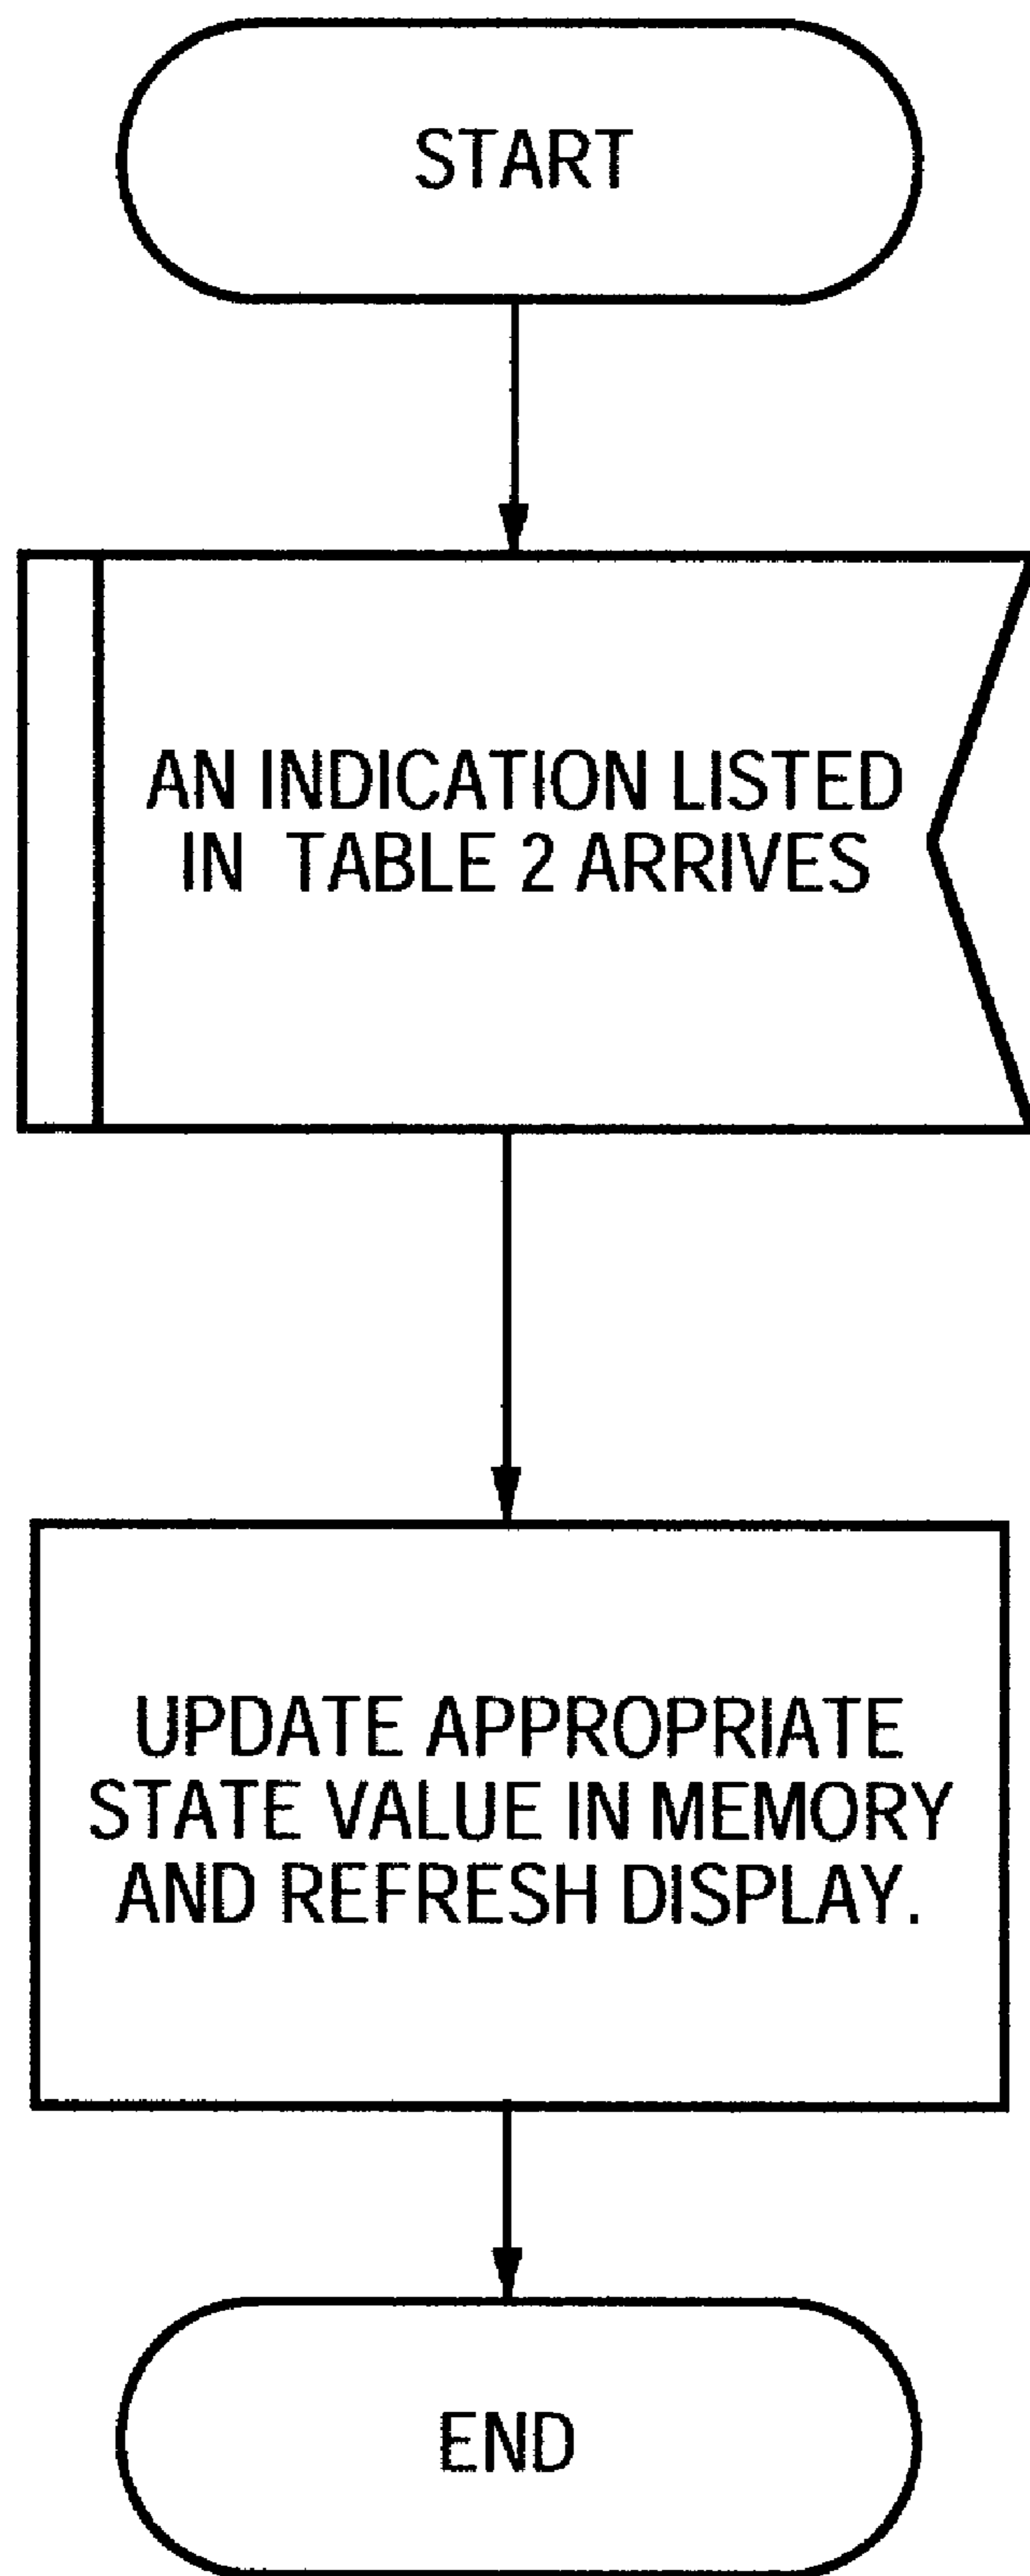 START
AN INDICATION LISTED
IN TABLE 2 ARRIVES
UPDATE APPROPRIATE
STATE VALUE IN MEMORY
AND REFRESH DISPLAY.
END